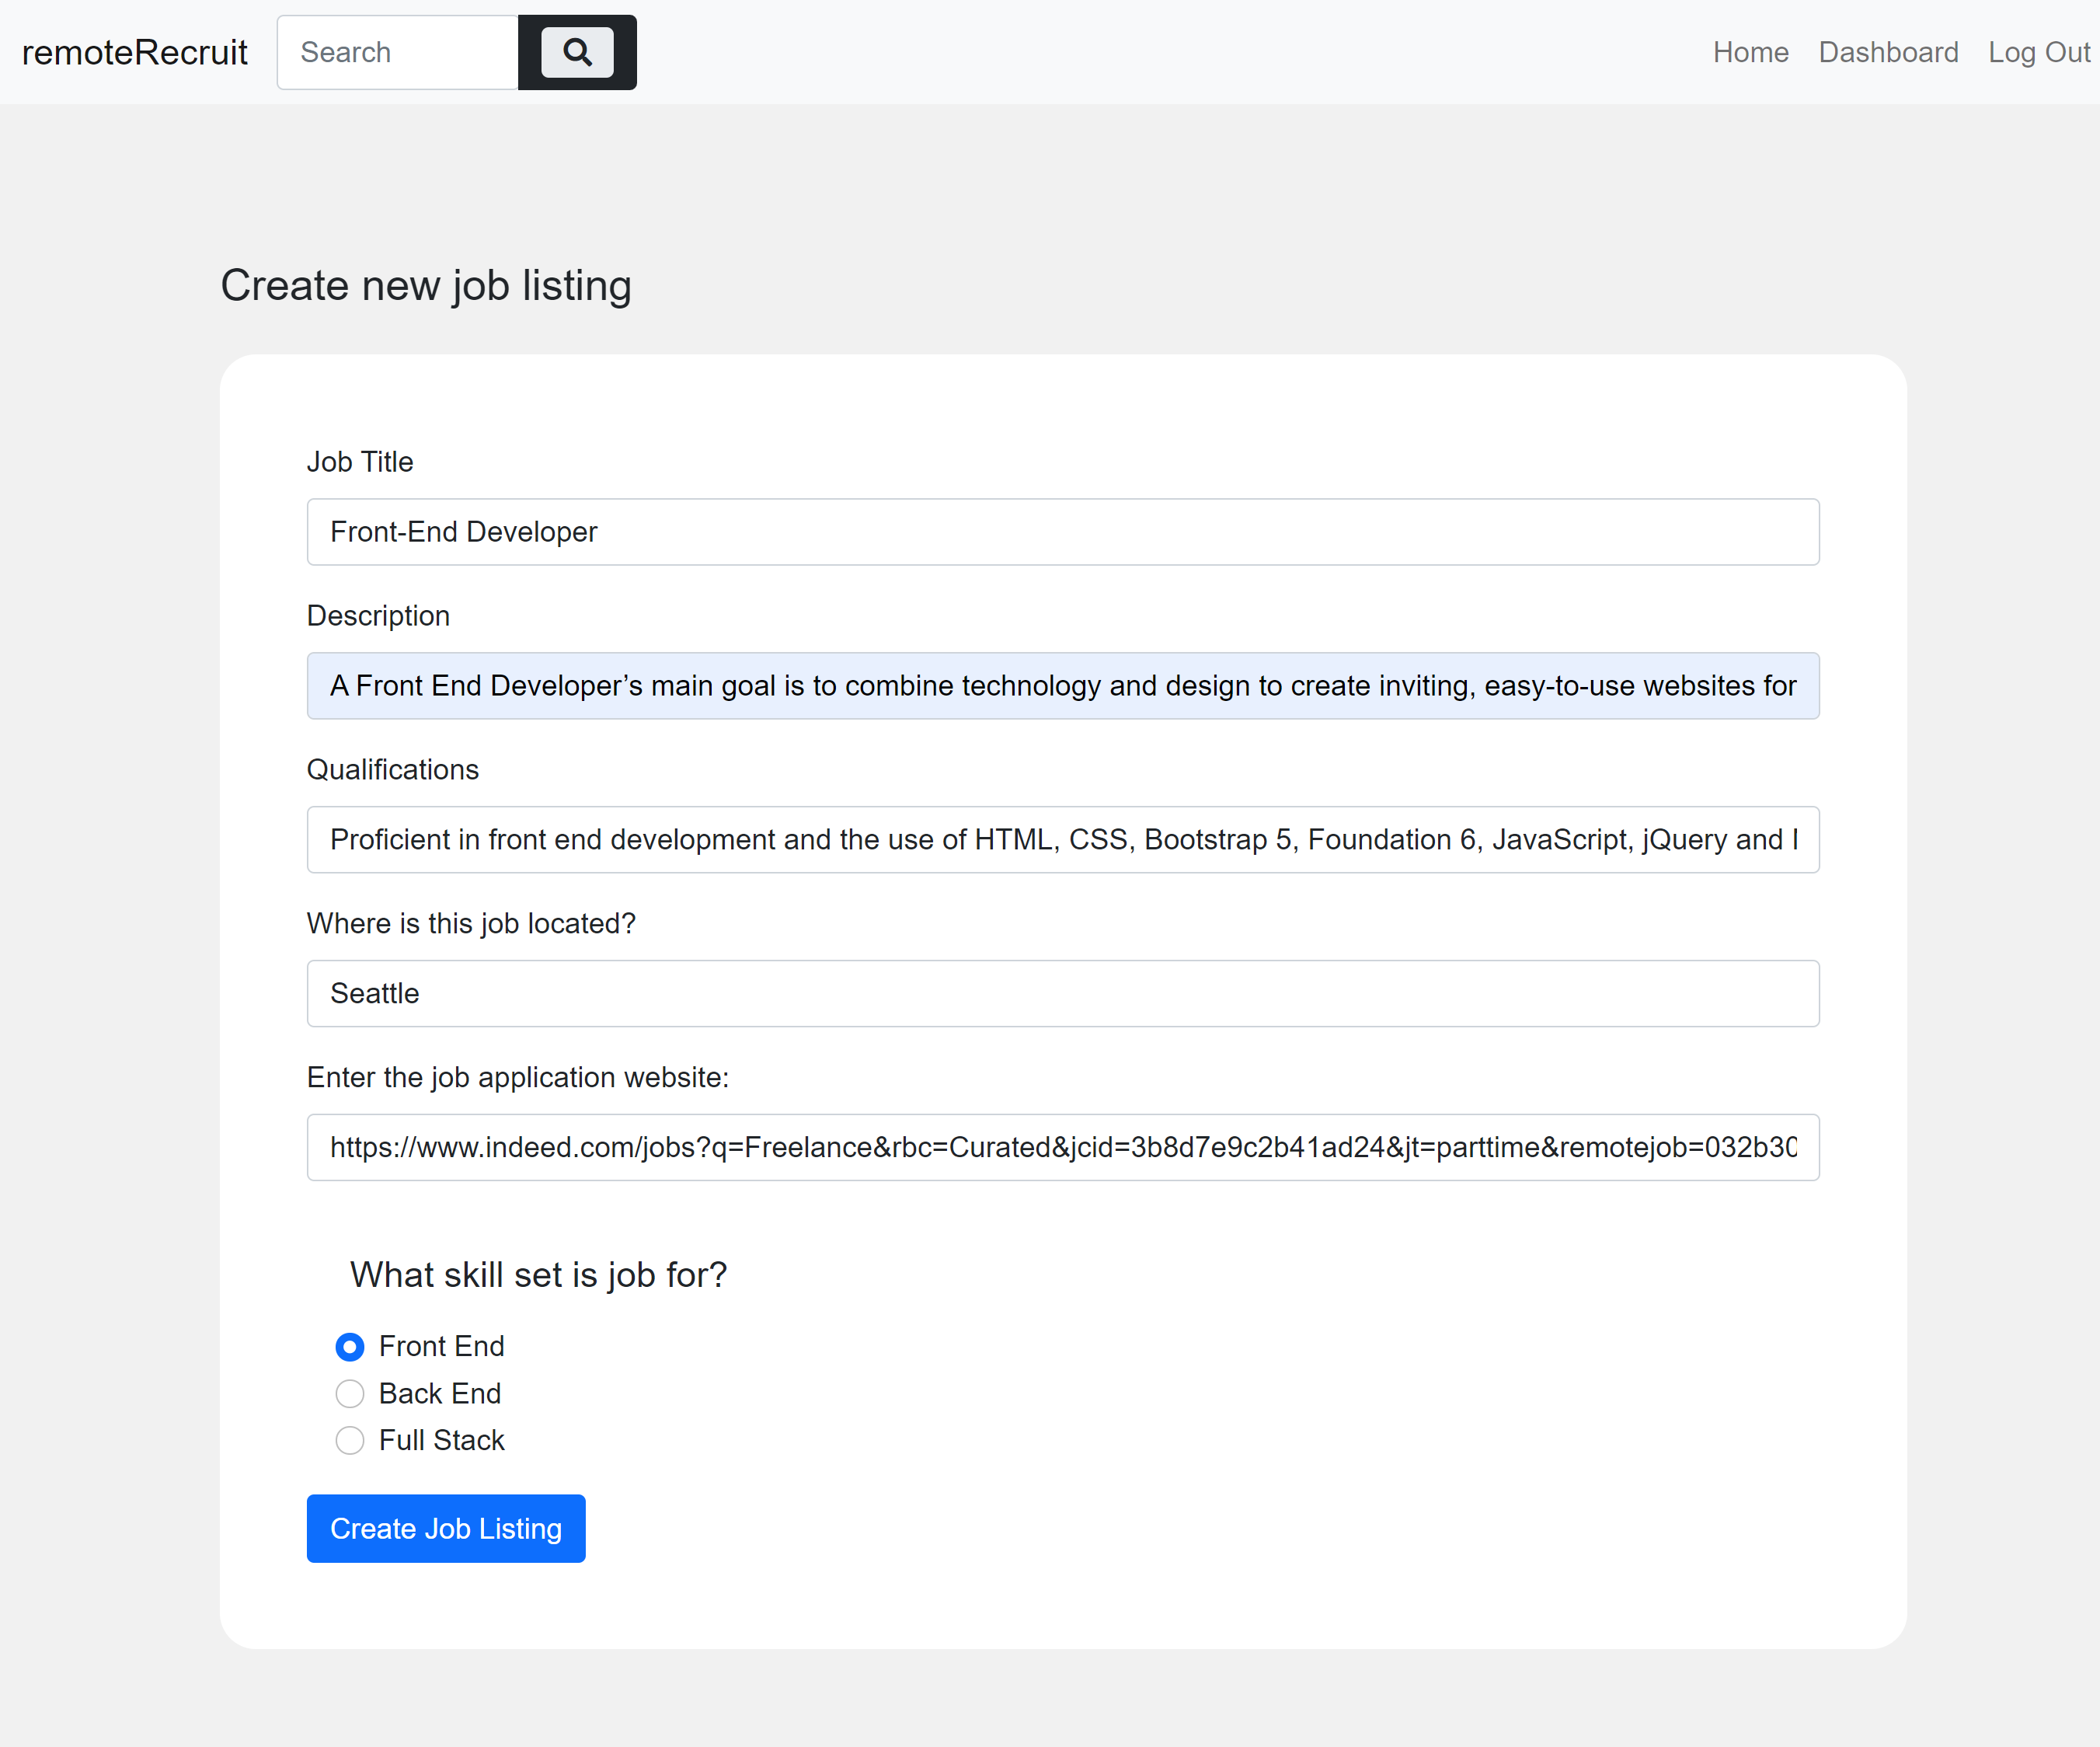 remoteRecruit Search Home Dashboard Log Out
Create new job listing
Job Title
Front-End Developer
Description
A Front End Developer’s main goal is to combine technology and design to create inviting, easy-to-use websites for
Qualifications
Proficient in front end development and the use of HTML, CSS, Bootstrap 5, Foundation 6, JavaScript, jQuery and
Where is this job located?
Seattle
Enter the job application website:
https://www.indeed.com/jobs?q=Freelance&rbc=Curated&jcid=3b8d7e9c2b41ad24&jt=parttime&remotejob=032b30
What skill set is job for?
Front End
Back End
Full Stack
Create Job Listing